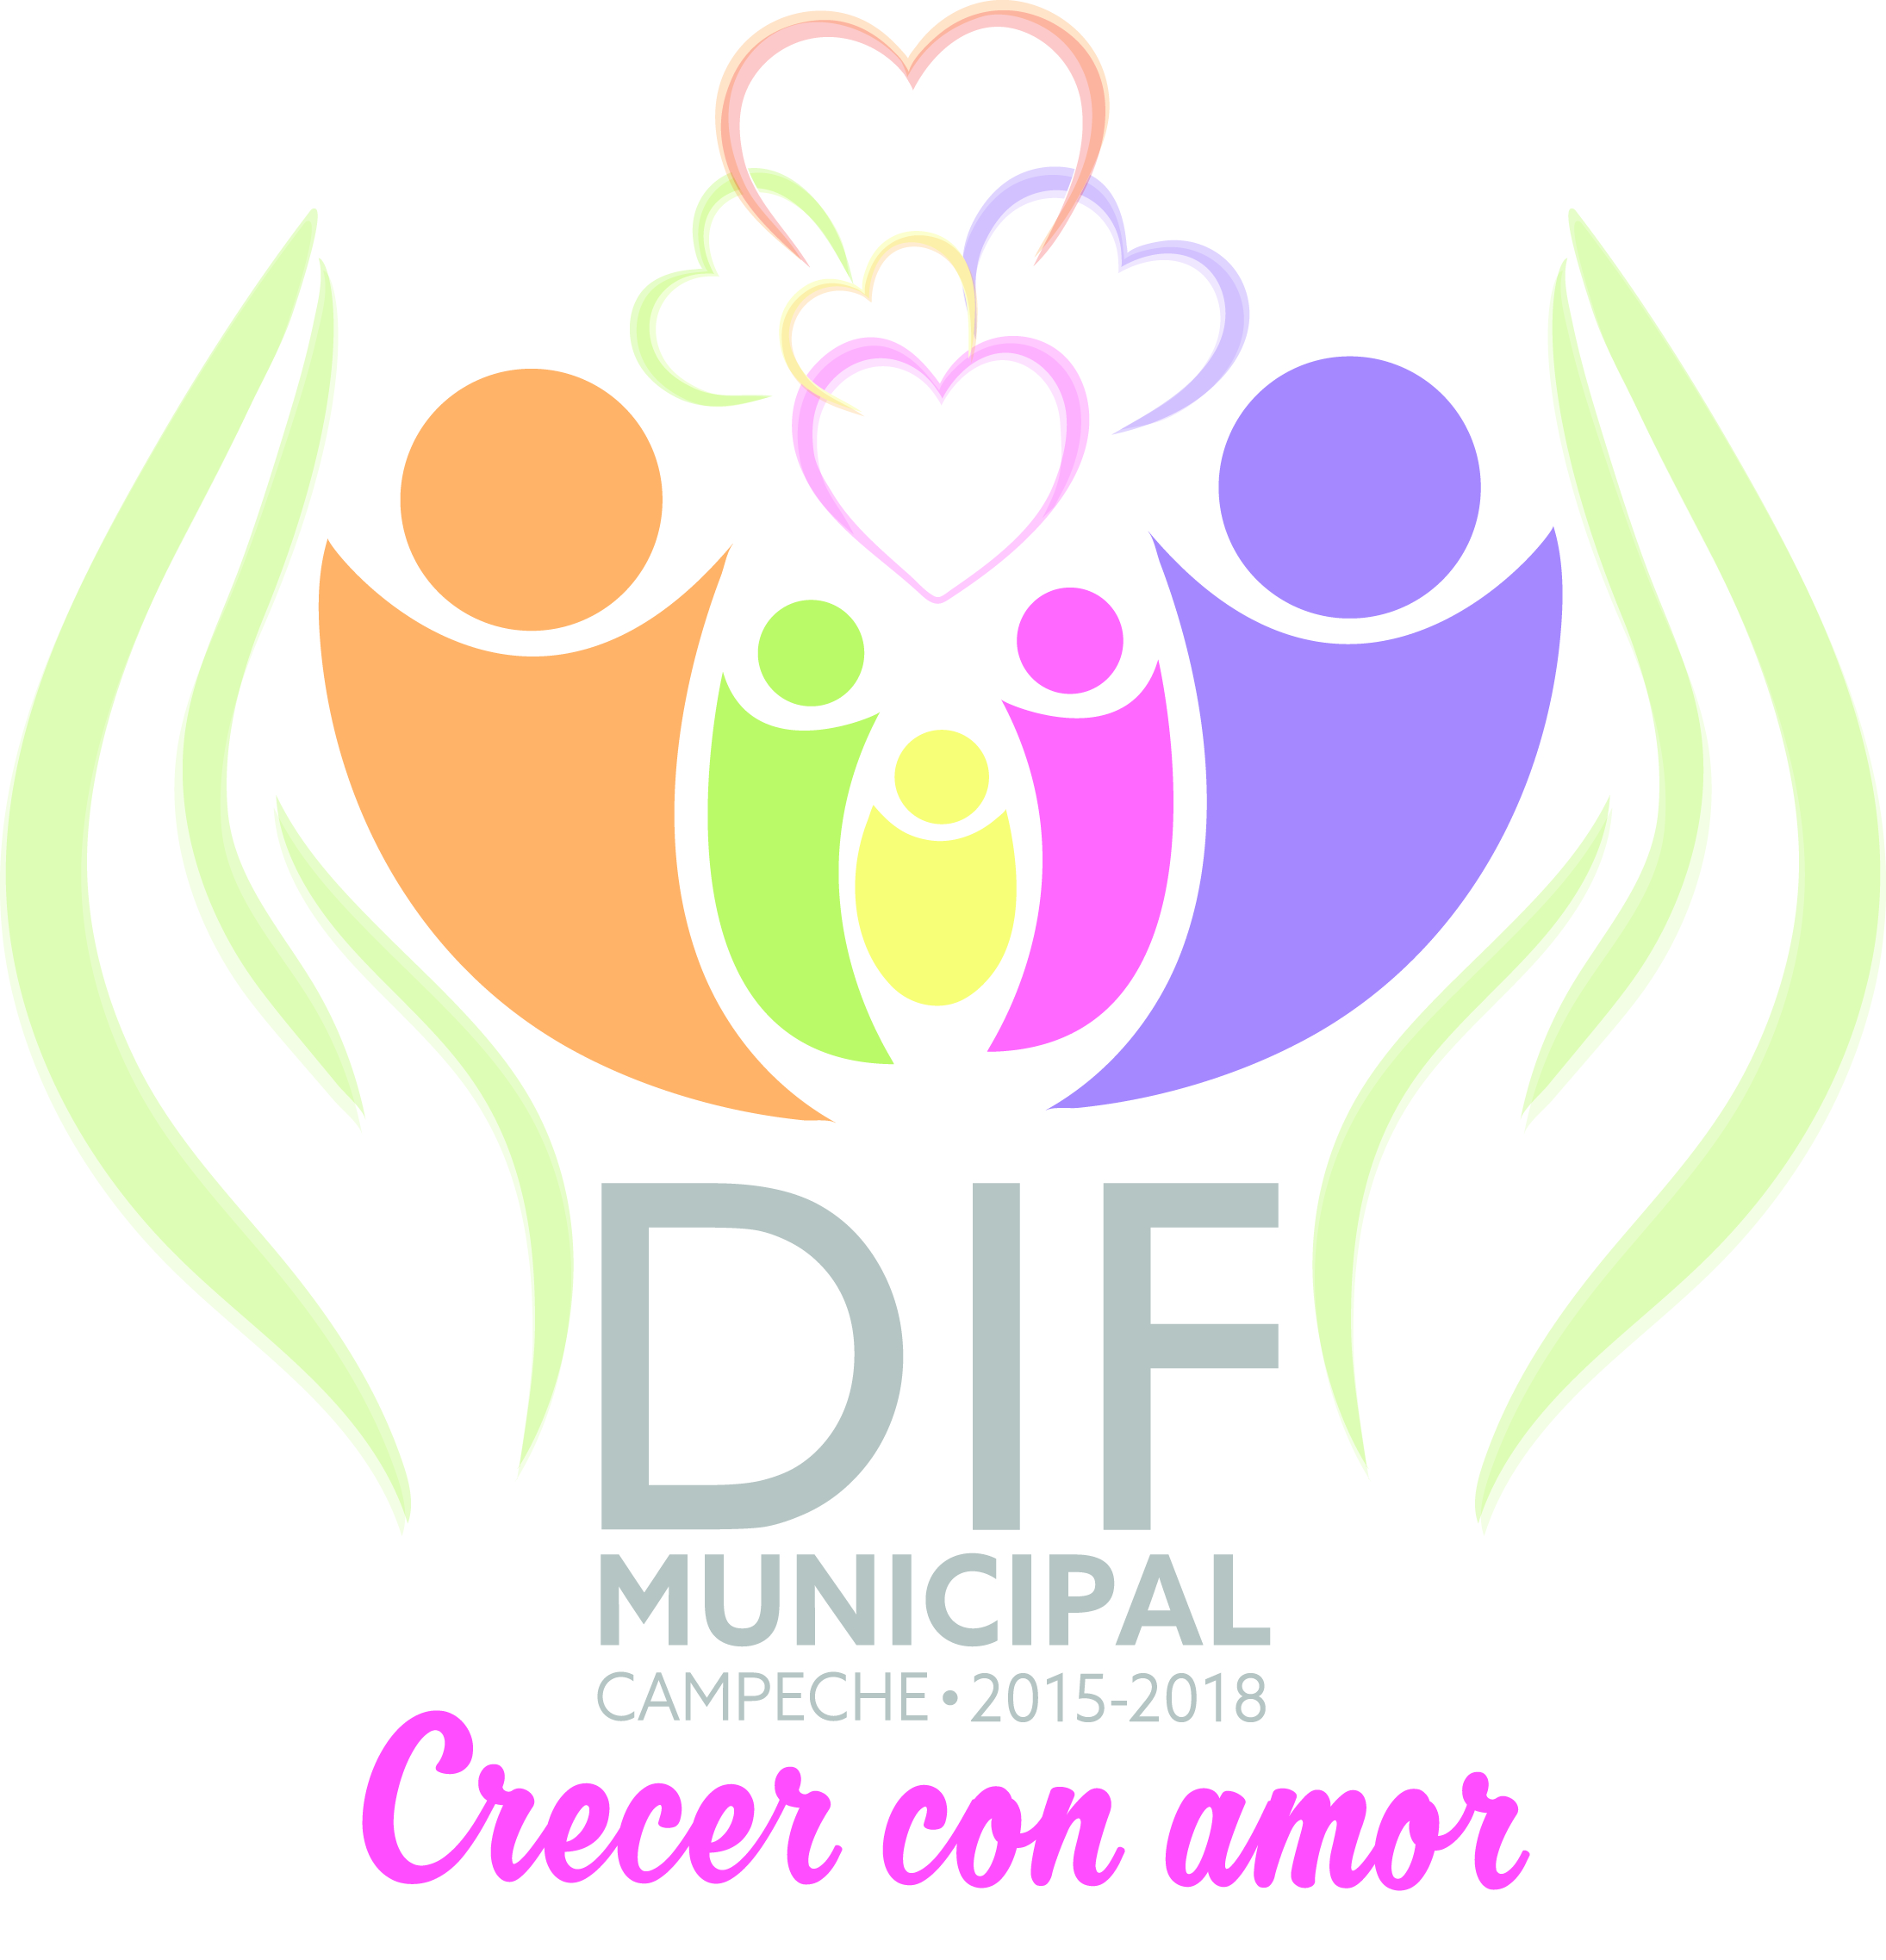 DIF
MUNICIPAL
CAMPECHE•2015-2018
Crecer con amor